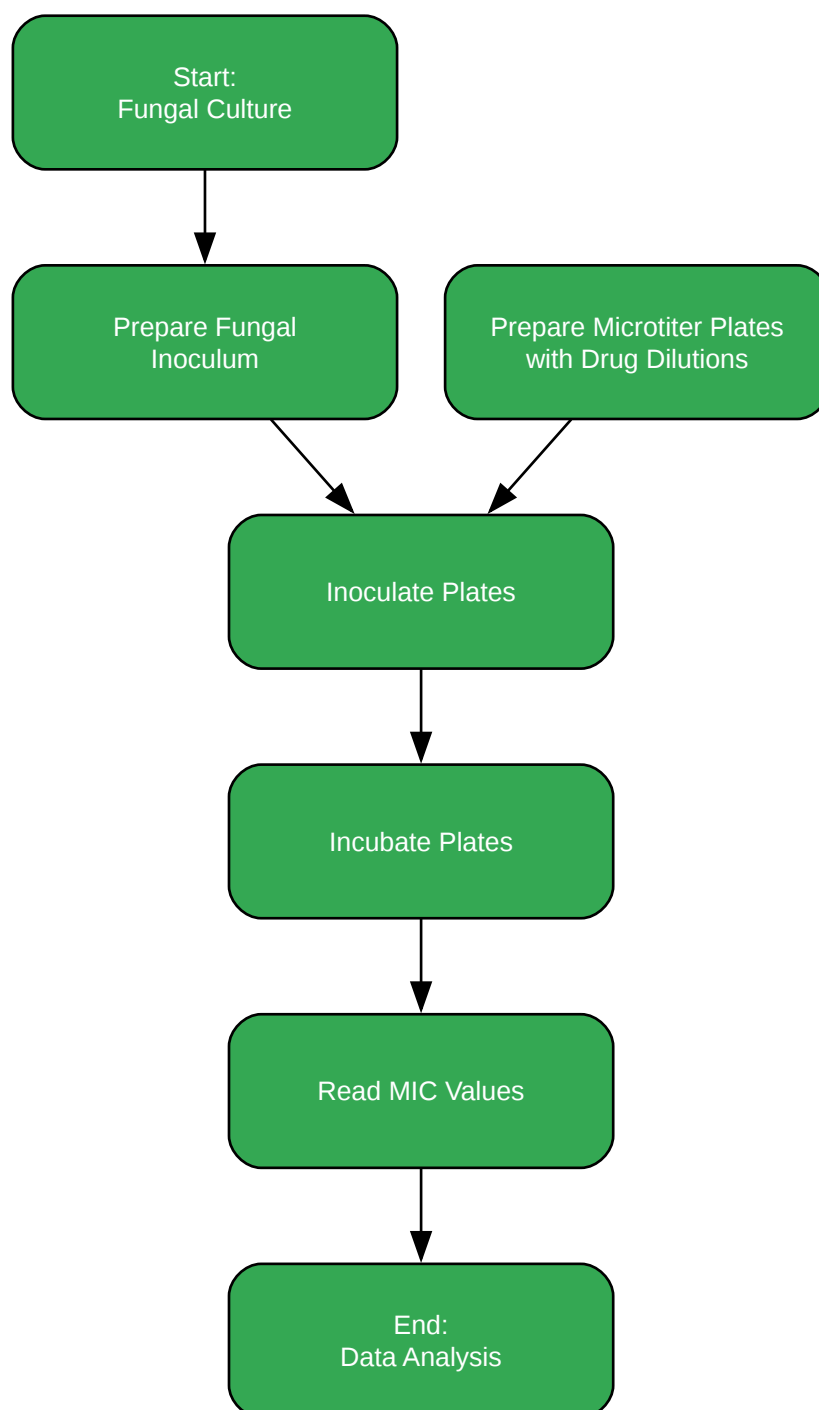 Start:
Fungal Culture
Prepare Fungal
Inoculum
Prepare Microtiter Plates
with Drug Dilutions
Inoculate Plates
Incubate Plates
Read MIC Values
End:
Data Analysis